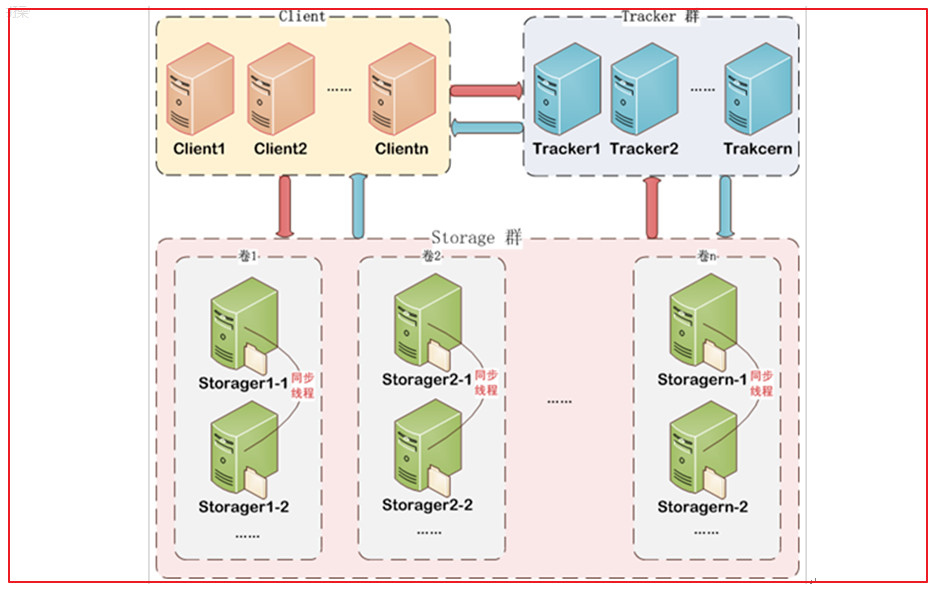 Client
Tracker 群
……
……
Client1
Client2
Clientn
Tracker1
Tracker2
Trakcern
Storage 群
卷1
卷2
卷n
Storager1-1
同步
线程
Storager2-1
同步
线程
Storagern-1
同步
线程
……
Storager1-2
Storager2-2
Storagern-2
……
……
……